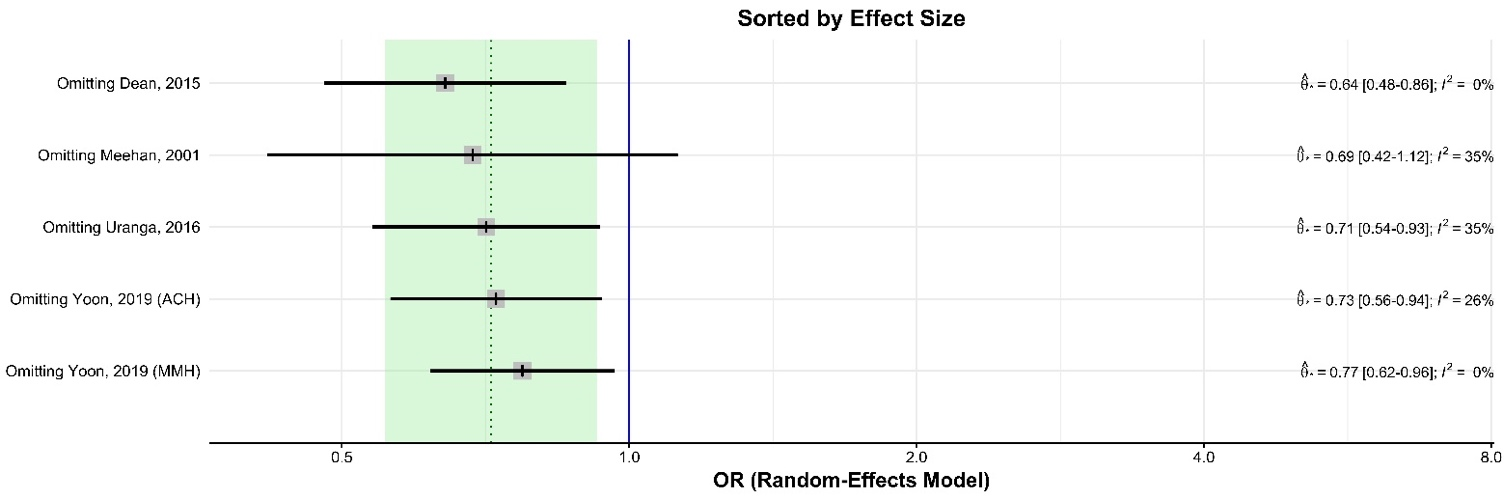 Sorted by Effect Size
Omitting Dean, 2015 θ̂* = 0.64 [0.48-0.86]; I² = 0%
Omitting Meehan, 2001 θ̂* = 0.69 [0.42-1.12]; I² = 35%
Omitting Uranga, 2016 θ̂* = 0.71 [0.54-0.93]; I² = 35%
Omitting Yoon, 2019 (ACH) θ̂* = 0.73 [0.56-0.94]; I² = 26%
Omitting Yoon, 2019 (MMH) θ̂* = 0.77 [0.62-0.96]; I² = 0%
0.5 1.0 2.0 4.0 8.0
OR (Random-Effects Model)